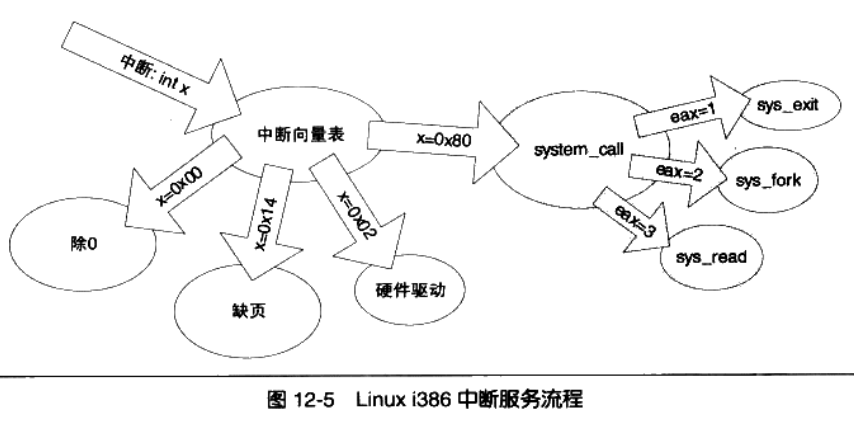 中断: int x
中断向量表
x=0x80
system_call
eax=1
sys_exit
eax=2
sys_fork
eax=3
sys_read
x=0x00
除0
x=0x14
缺页
x=0x02
硬件驱动
图 12-5 Linux i386 中断服务流程